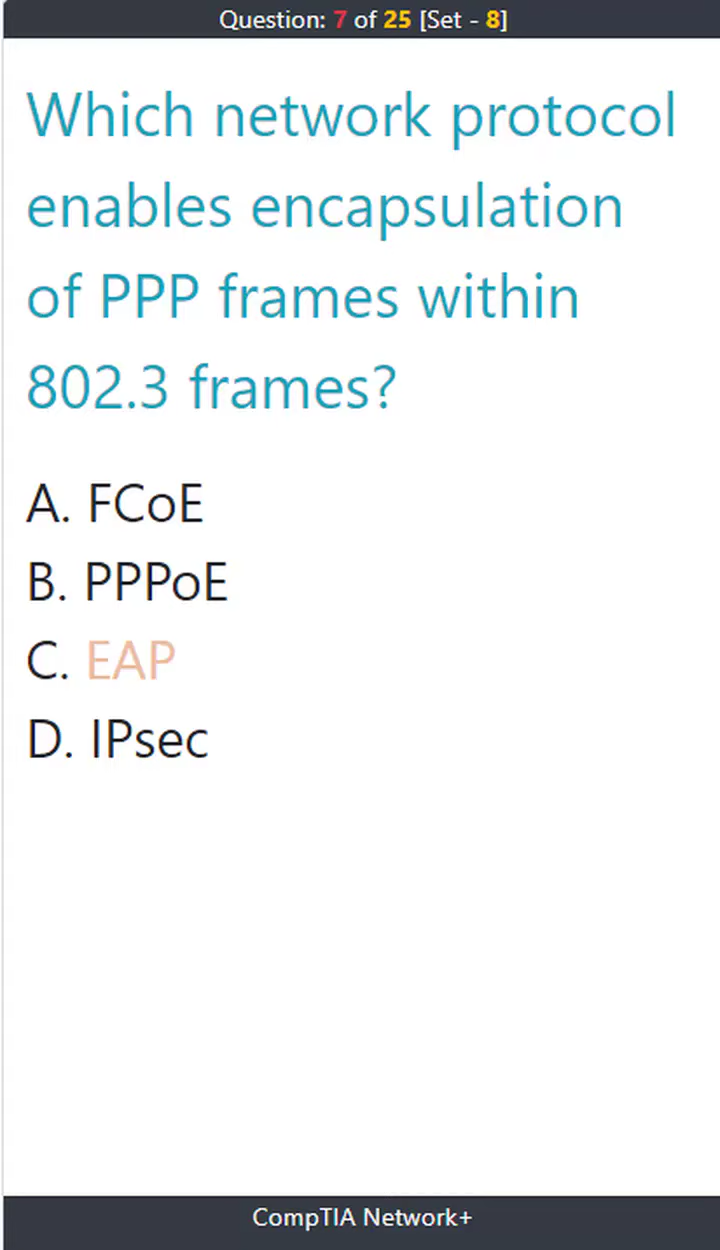 Question: 7 of 25 [Set - 8]
Which network protocol
enables encapsulation
of PPP frames within
802.3 frames?
A. FCoE
B. PPPoE
C. EAP
D. IPsec
CompTIA Network+